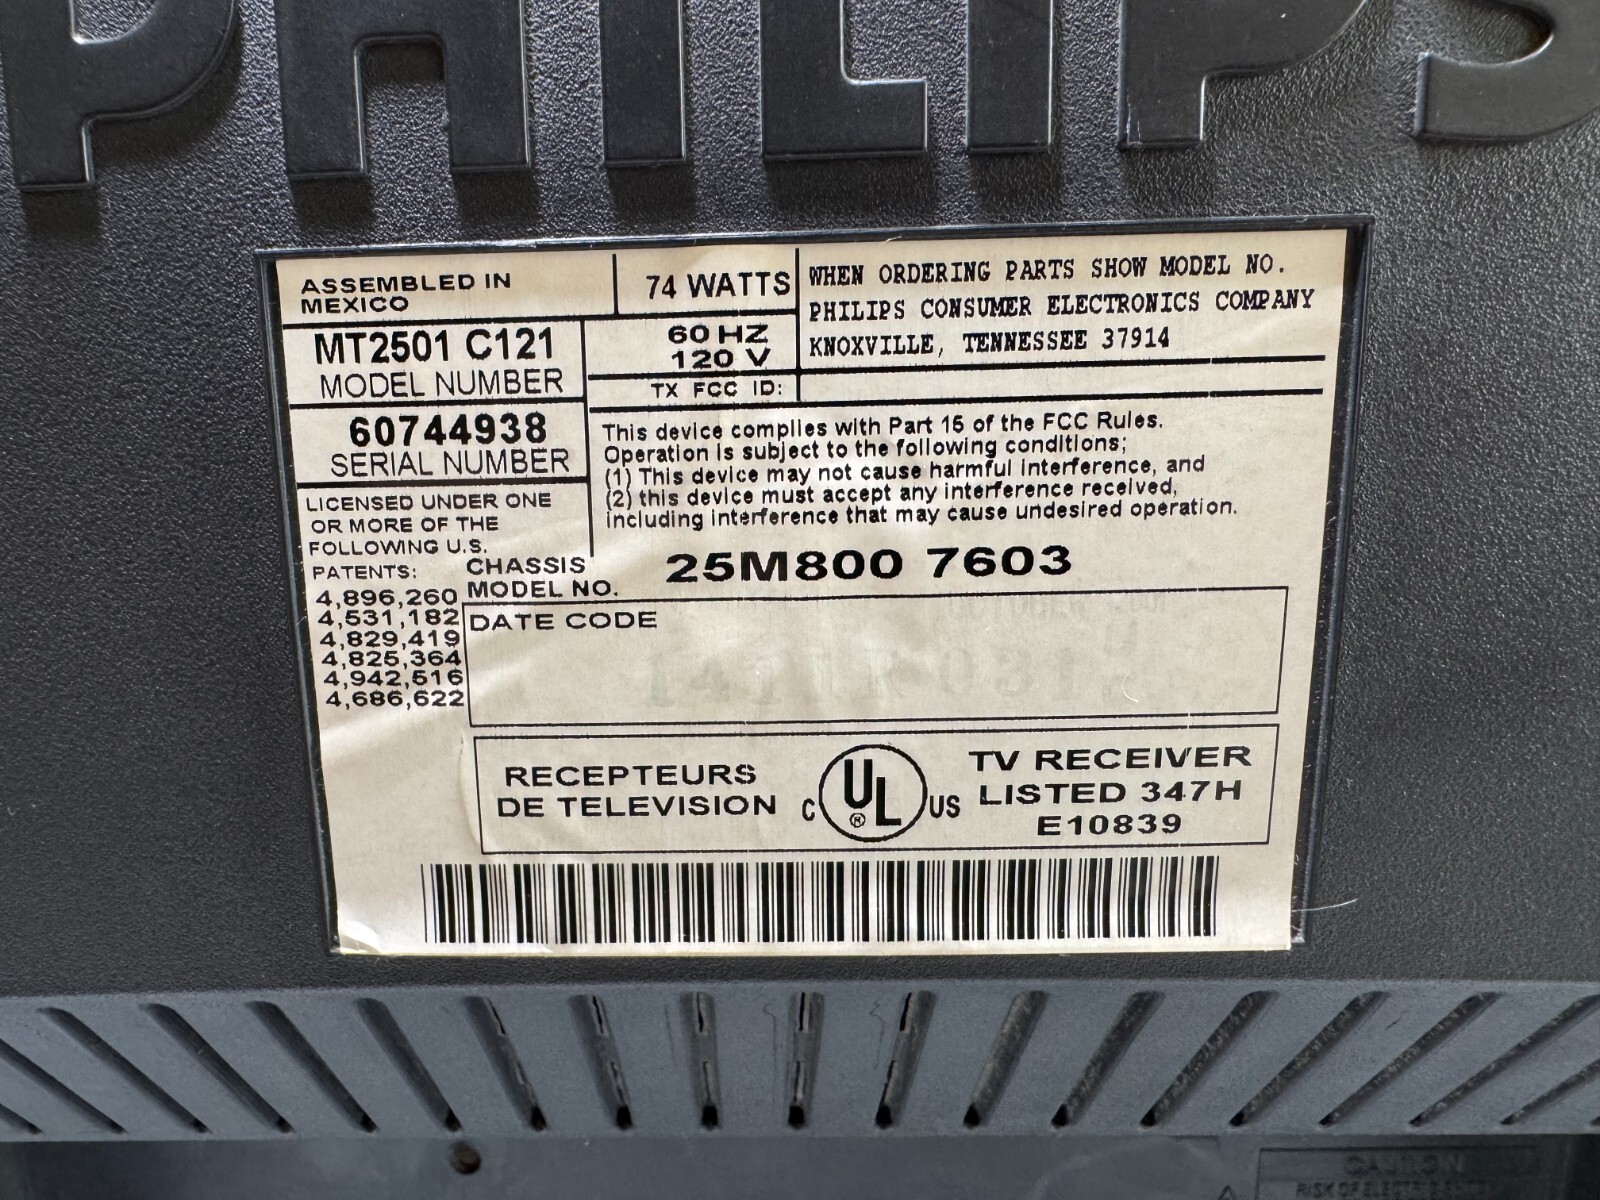 PHILIPS
ASSEMBLED IN
MEXICO
74 WATTS
WHEN ORDERING PARTS SHOW MODEL NO.
PHILIPS CONSUMER ELECTRONICS COMPANY
KNOXVILLE, TENNESSEE 37914
MT2501 C121
MODEL NUMBER
60 HZ
120 V
TX FCC ID:
60744938
SERIAL NUMBER
This device complies with Part 15 of the FCC Rules.
Operation is subject to the following conditions;
(1) This device may not cause harmful interference, and
(2) this device must accept any interference received,
including interference that may cause undesired operation.
LICENSED UNDER ONE
OR MORE OF THE
FOLLOWING U.S.
PATENTS:
4,896,260
4,531,182
4,829,419
4,825,364
4,942,516
4,686,622
CHASSIS
MODEL NO.
25M800 7603
DATE CODE
RECEPTEURS
DE TELEVISION
C UL ® US
TV RECEIVER
LISTED 347H
E10839
CAUTION
RISK OF ELECTRIC